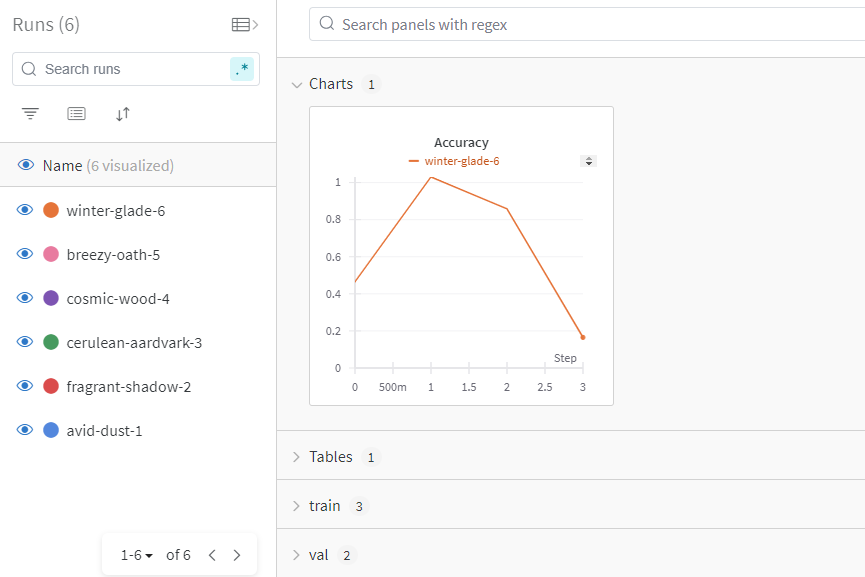 Runs (6)
Search runs
.*
Name (6 visualized)
winter-glade-6
breezy-oath-5
cosmic-wood-4
cerulean-aardvark-3
fragrant-shadow-2
avid-dust-1
1-6 of 6
Search panels with regex
Charts 1
Accuracy
winter-glade-6
1
0.8
0.6
0.4
0.2
0
Step
0 500m 1 1.5 2 2.5 3
Tables 1
train 3
val 2